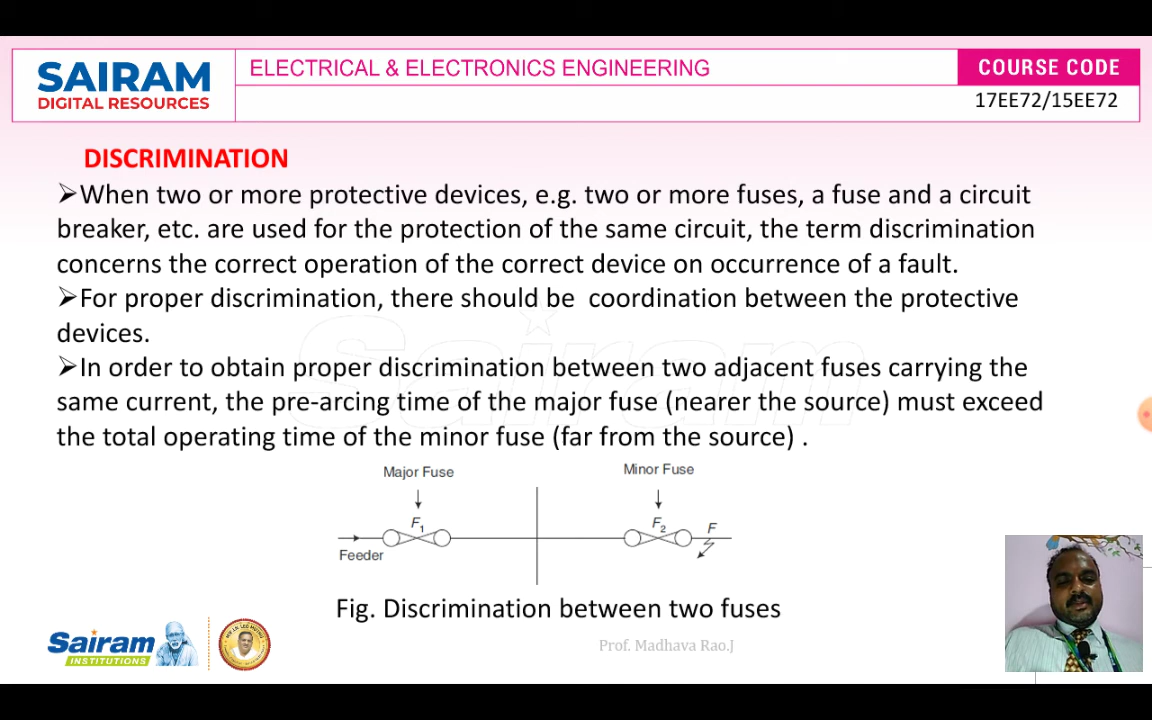 SAIRAM
DIGITAL RESOURCES
ELECTRICAL & ELECTRONICS ENGINEERING
COURSE CODE
17EE72/15EE72
DISCRIMINATION
➢When two or more protective devices, e.g. two or more fuses, a fuse and a circuit
breaker, etc. are used for the protection of the same circuit, the term discrimination
concerns the correct operation of the correct device on occurrence of a fault.
➢For proper discrimination, there should be coordination between the protective
devices.
➢In order to obtain proper discrimination between two adjacent fuses carrying the
same current, the pre-arcing time of the major fuse (nearer the source) must exceed
the total operating time of the minor fuse (far from the source) .
Sairam
Major Fuse
Minor Fuse
F1
F2
F
Feeder
Fig. Discrimination between two fuses
Sairam
INSTITUTIONS
Prof. Madhava Rao.J